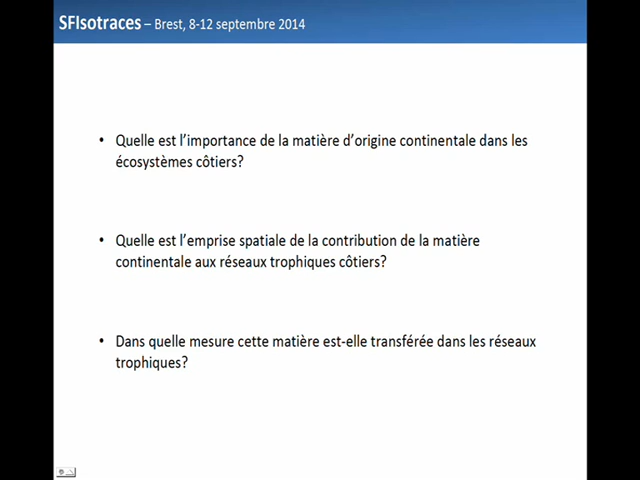 SFIsotraces – Brest, 8-12 septembre 2014
• Quelle est l'importance de la matière d'origine continentale dans les
écosystèmes côtiers?
• Quelle est l'emprise spatiale de la contribution de la matière
continentale aux réseaux trophiques côtiers?
• Dans quelle mesure cette matière est-elle transférée dans les réseaux
trophiques?